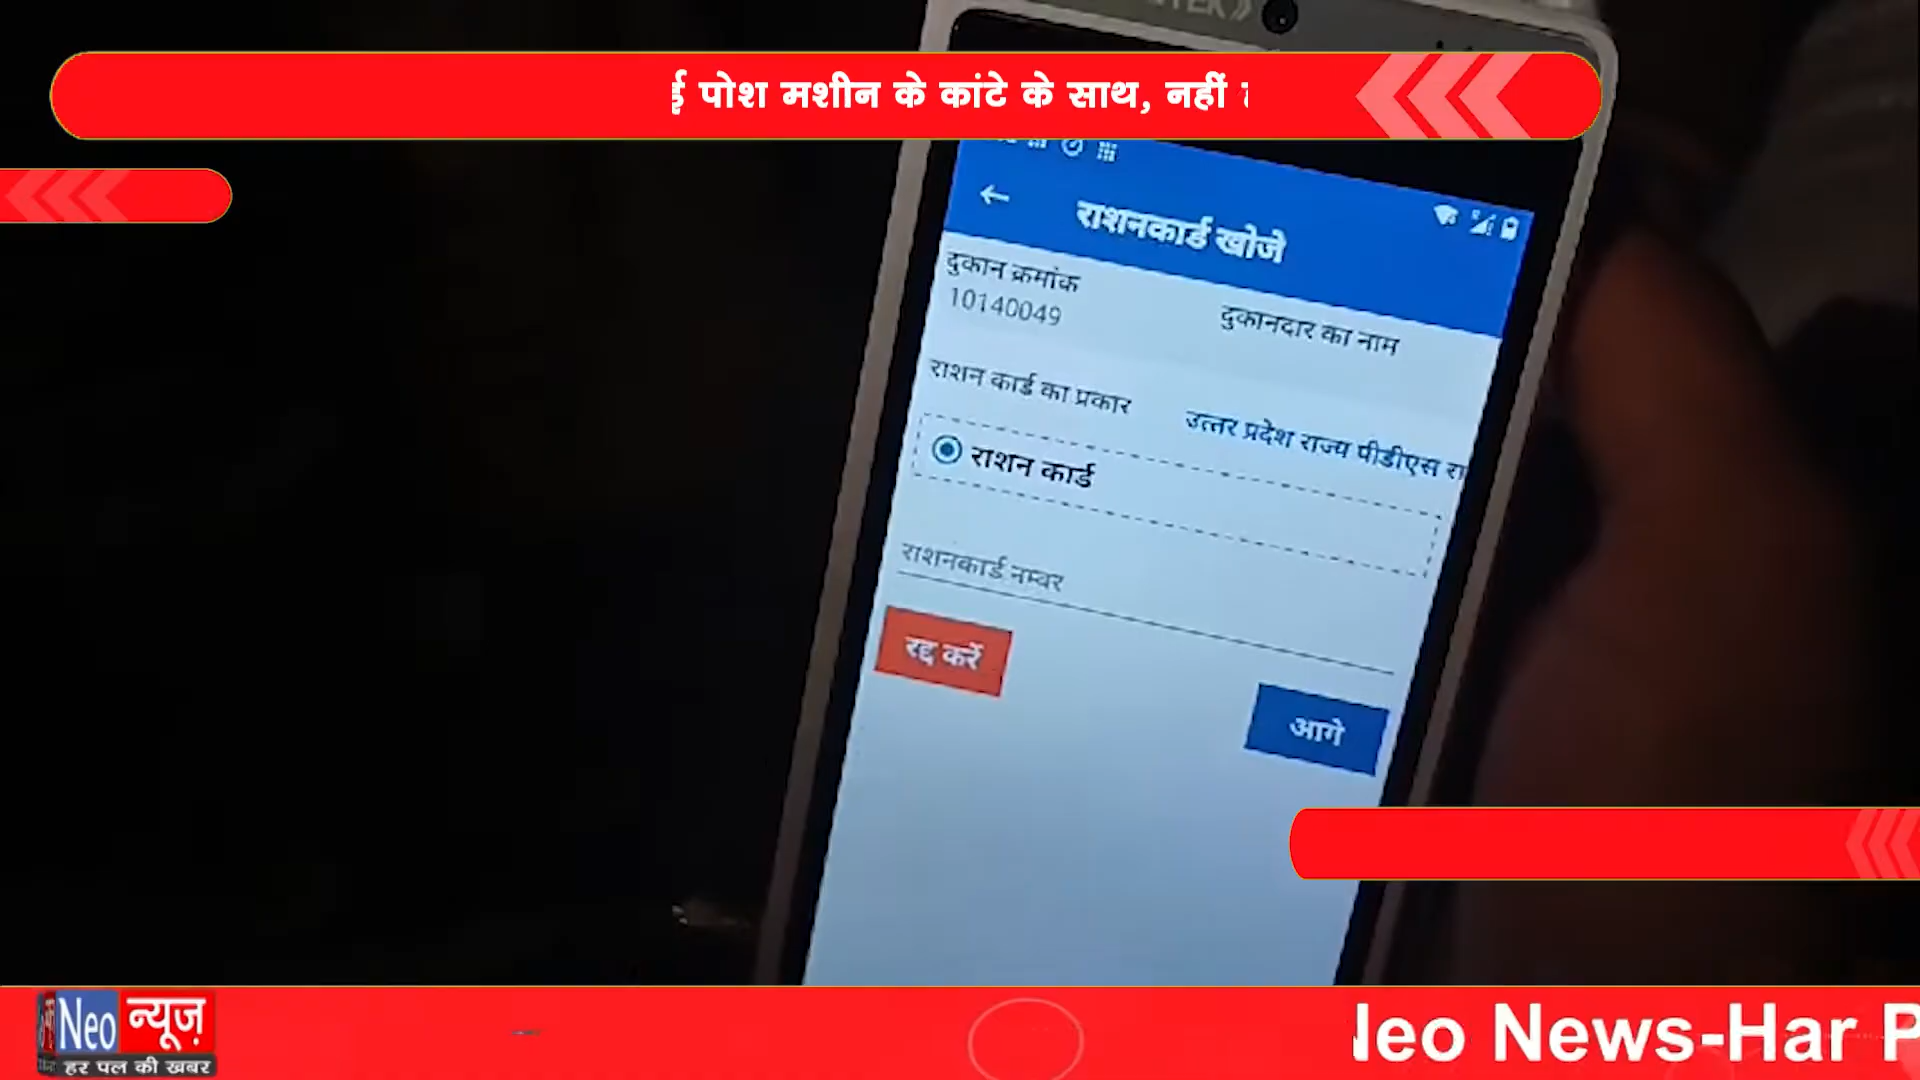 पोश मशीन के कांटे के साथ, नहीं
राशनकार्ड खोजे
दुकान क्रमांक
10140049
दुकानदार का नाम
राशन कार्ड का प्रकार
उत्तर प्रदेश राज्य पीडीएस
राशन कार्ड
राशनकार्ड नम्बर
रद्द करें
आगे
Neo न्यूज़
हर पल की खबर
News-Har